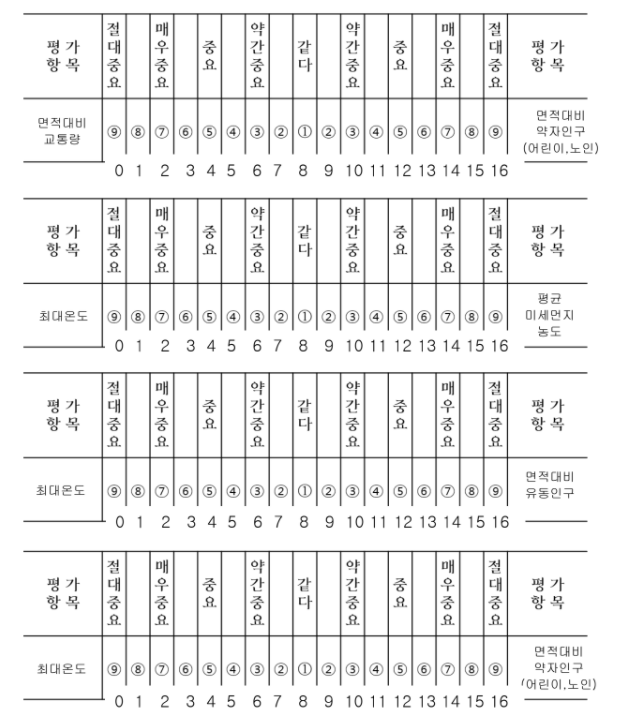 평 가 항 목 절대중요 매우중요 중요 약간중요 같다 약간중요 중요 매우중요 절대중요 평 가 항 목
면적대비 교통량 ⑨ ⑧ ⑦ ⑥ ⑤ ④ ③ ② ① ② ③ ④ ⑤ ⑥ ⑦ ⑧ ⑨ 면적대비 약자인구 (어린이,노인)
0 1 2 3 4 5 6 7 8 9 10 11 12 13 14 15 16
평 가 항 목 절대중요 매우중요 중요 약간중요 같다 약간중요 중요 매우중요 절대중요 평 가 항 목
최대온도 ⑨ ⑧ ⑦ ⑥ ⑤ ④ ③ ② ① ② ③ ④ ⑤ ⑥ ⑦ ⑧ ⑨ 평균 미세먼지 농도
0 1 2 3 4 5 6 7 8 9 10 11 12 13 14 15 16
평 가 항 목 절대중요 매우중요 중요 약간중요 같다 약간중요 중요 매우중요 절대중요 평 가 항 목
최대온도 ⑨ ⑧ ⑦ ⑥ ⑤ ④ ③ ② ① ② ③ ④ ⑤ ⑥ ⑦ ⑧ ⑨ 면적대비 유동인구
0 1 2 3 4 5 6 7 8 9 10 11 12 13 14 15 16
평 가 항 목 절대중요 매우중요 중요 약간중요 같다 약간중요 중요 매우중요 절대중요 평 가 항 목
최대온도 ⑨ ⑧ ⑦ ⑥ ⑤ ④ ③ ② ① ② ③ ④ ⑤ ⑥ ⑦ ⑧ ⑨ 면적대비 약자인구 (어린이,노인)
0 1 2 3 4 5 6 7 8 9 10 11 12 13 14 15 16